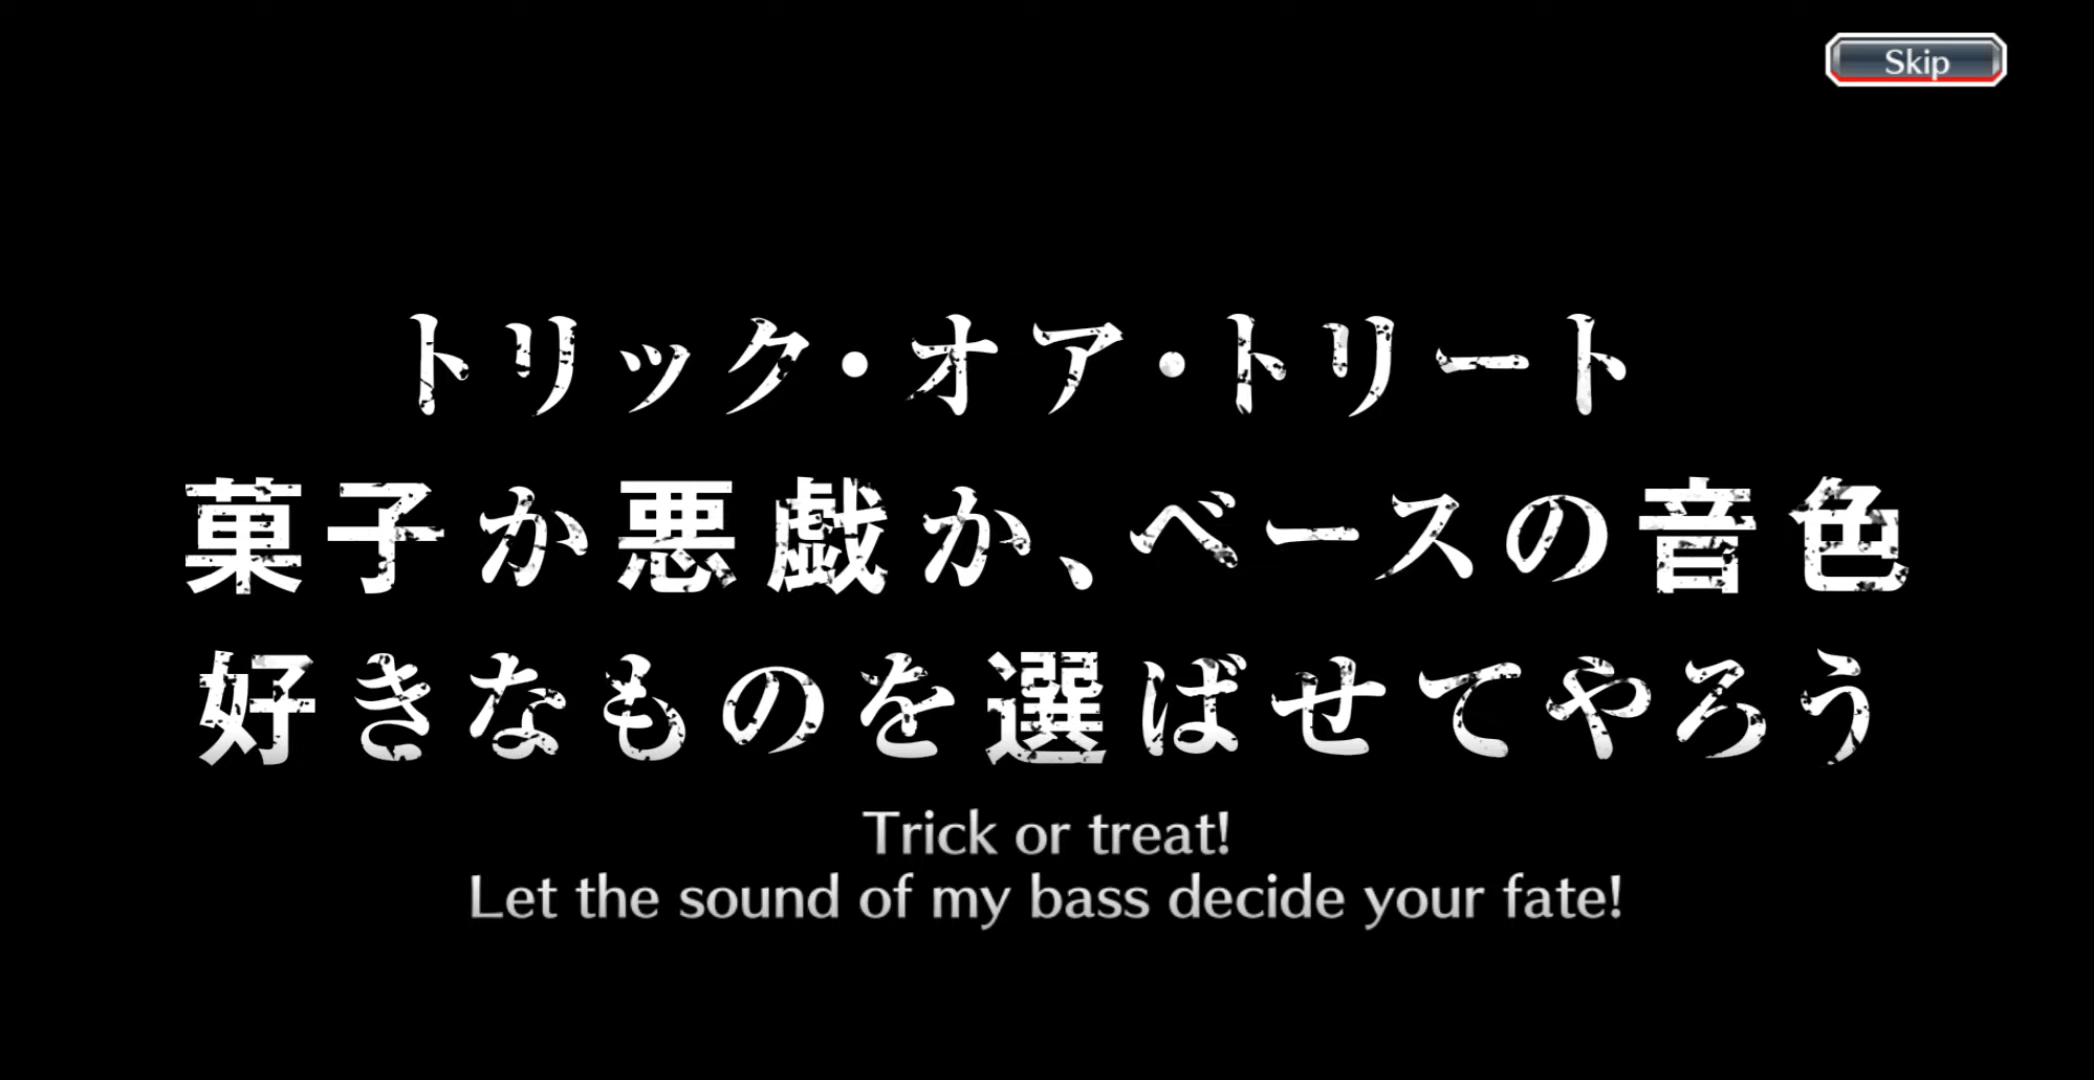 Skip
トリック・オア・トリート
菓子か悪戯か、ベースの音色
好きなものを選ばせてやろう
Trick or treat!
Let the sound of my bass decide your fate!